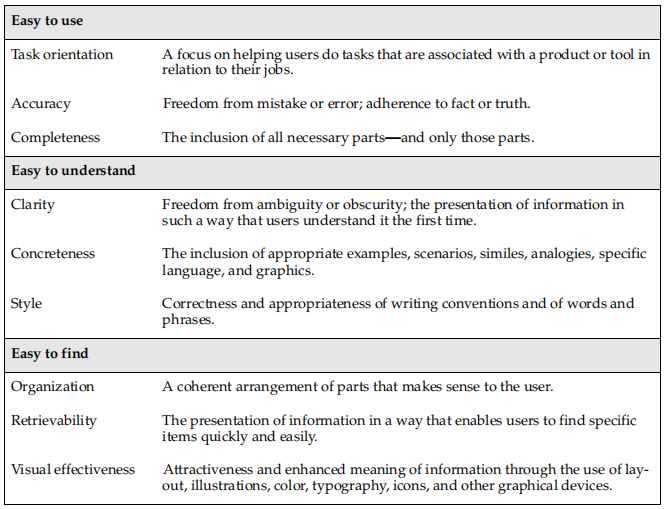 Easy to use
Task orientation A focus on helping users do tasks that are associated with a product or tool in
relation to their jobs.
Accuracy Freedom from mistake or error; adherence to fact or truth.
Completeness The inclusion of all necessary parts—and only those parts.
Easy to understand
Clarity Freedom from ambiguity or obscurity; the presentation of information in
such a way that users understand it the first time.
Concreteness The inclusion of appropriate examples, scenarios, similes, analogies, specific
language, and graphics.
Style Correctness and appropriateness of writing conventions and of words and
phrases.
Easy to find
Organization A coherent arrangement of parts that makes sense to the user.
Retrievability The presentation of information in a way that enables users to find specific
items quickly and easily.
Visual effectiveness Attractiveness and enhanced meaning of information through the use of lay-
out, illustrations, color, typography, icons, and other graphical devices.